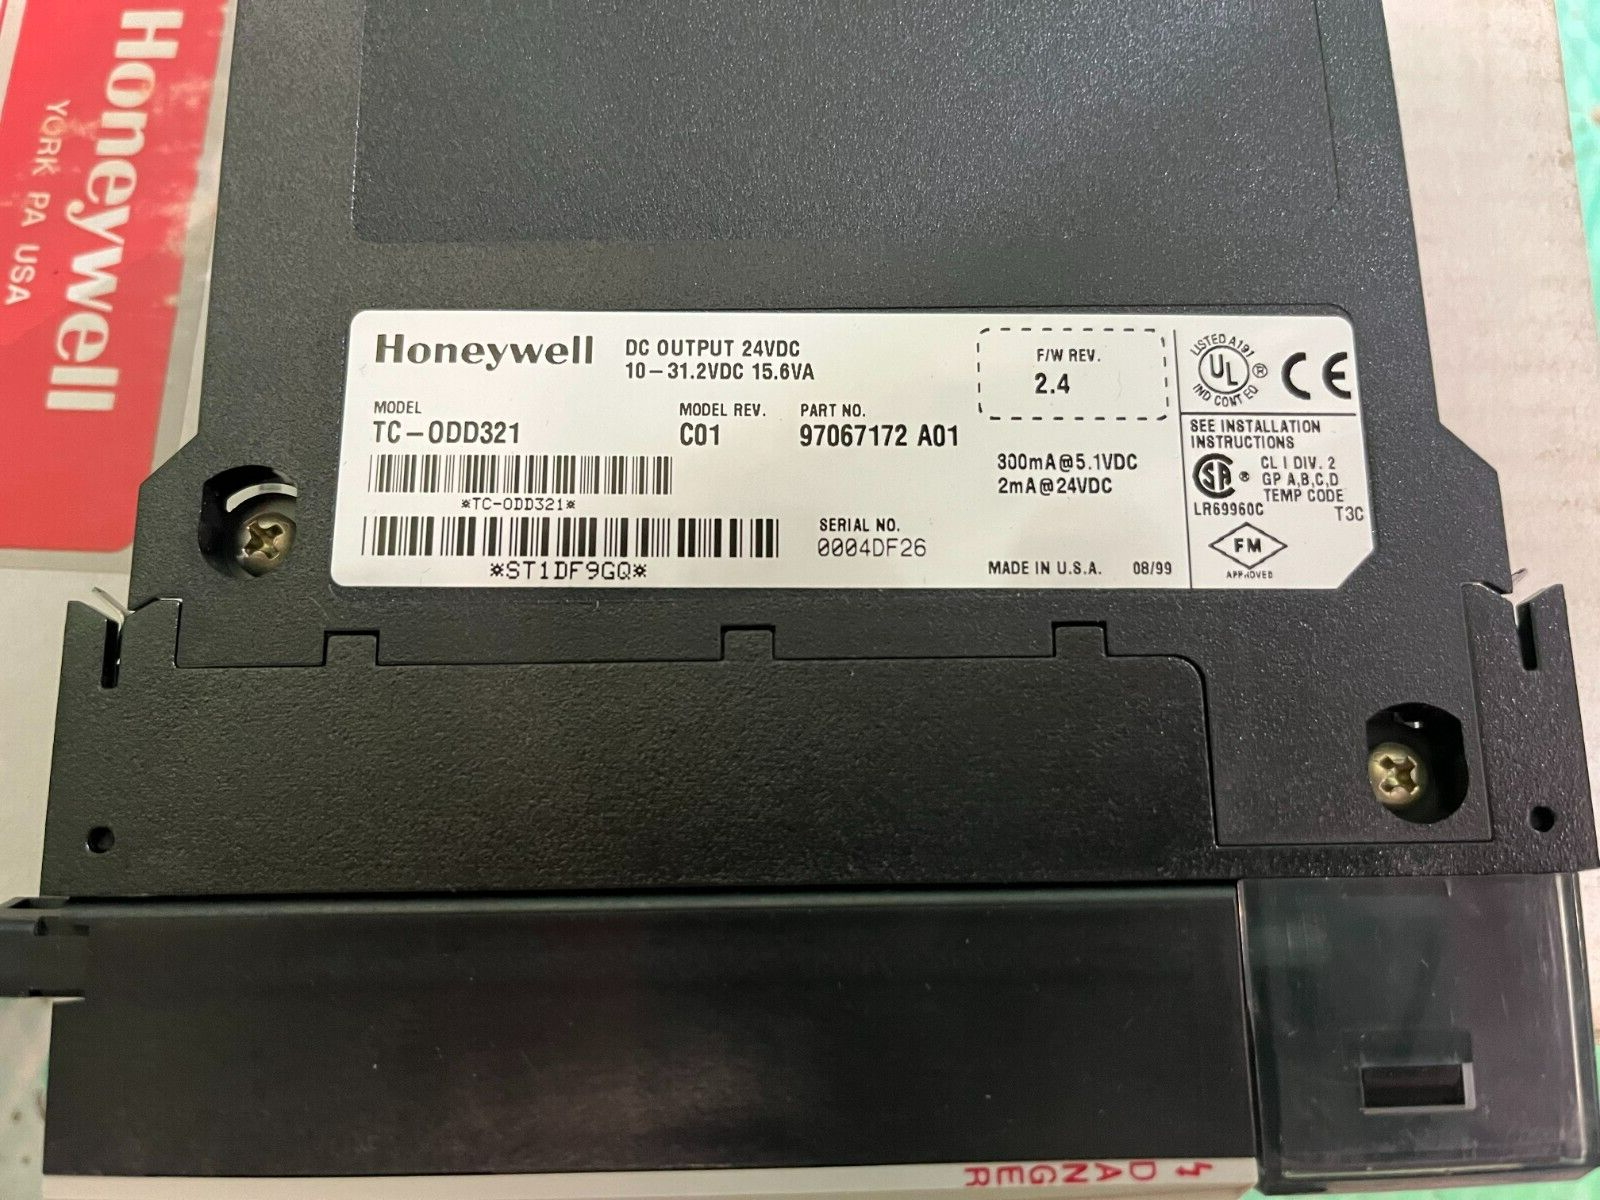 Honeywell
YORK PA USA
Honeywell
DC OUTPUT 24VDC
10-31.2VDC 15.6VA
MODEL
TC-ODD321
MODEL REV.
C01
PART NO.
97067172 A01
F/W REV.
2.4
*TC-ODD321*
*ST1DF9GQ*
SERIAL NO.
0004DF26
300mA@5.1VDC
2mA@24VDC
MADE IN U.S.A. 08/99
LISTED A191
UL ®
IND CONT EQ
CE
SEE INSTALLATION
INSTRUCTIONS
SA ®
CL I DIV. 2
GP A,B,C,D
TEMP CODE
LR69960C T3C
FM
APPROVED
DANGER